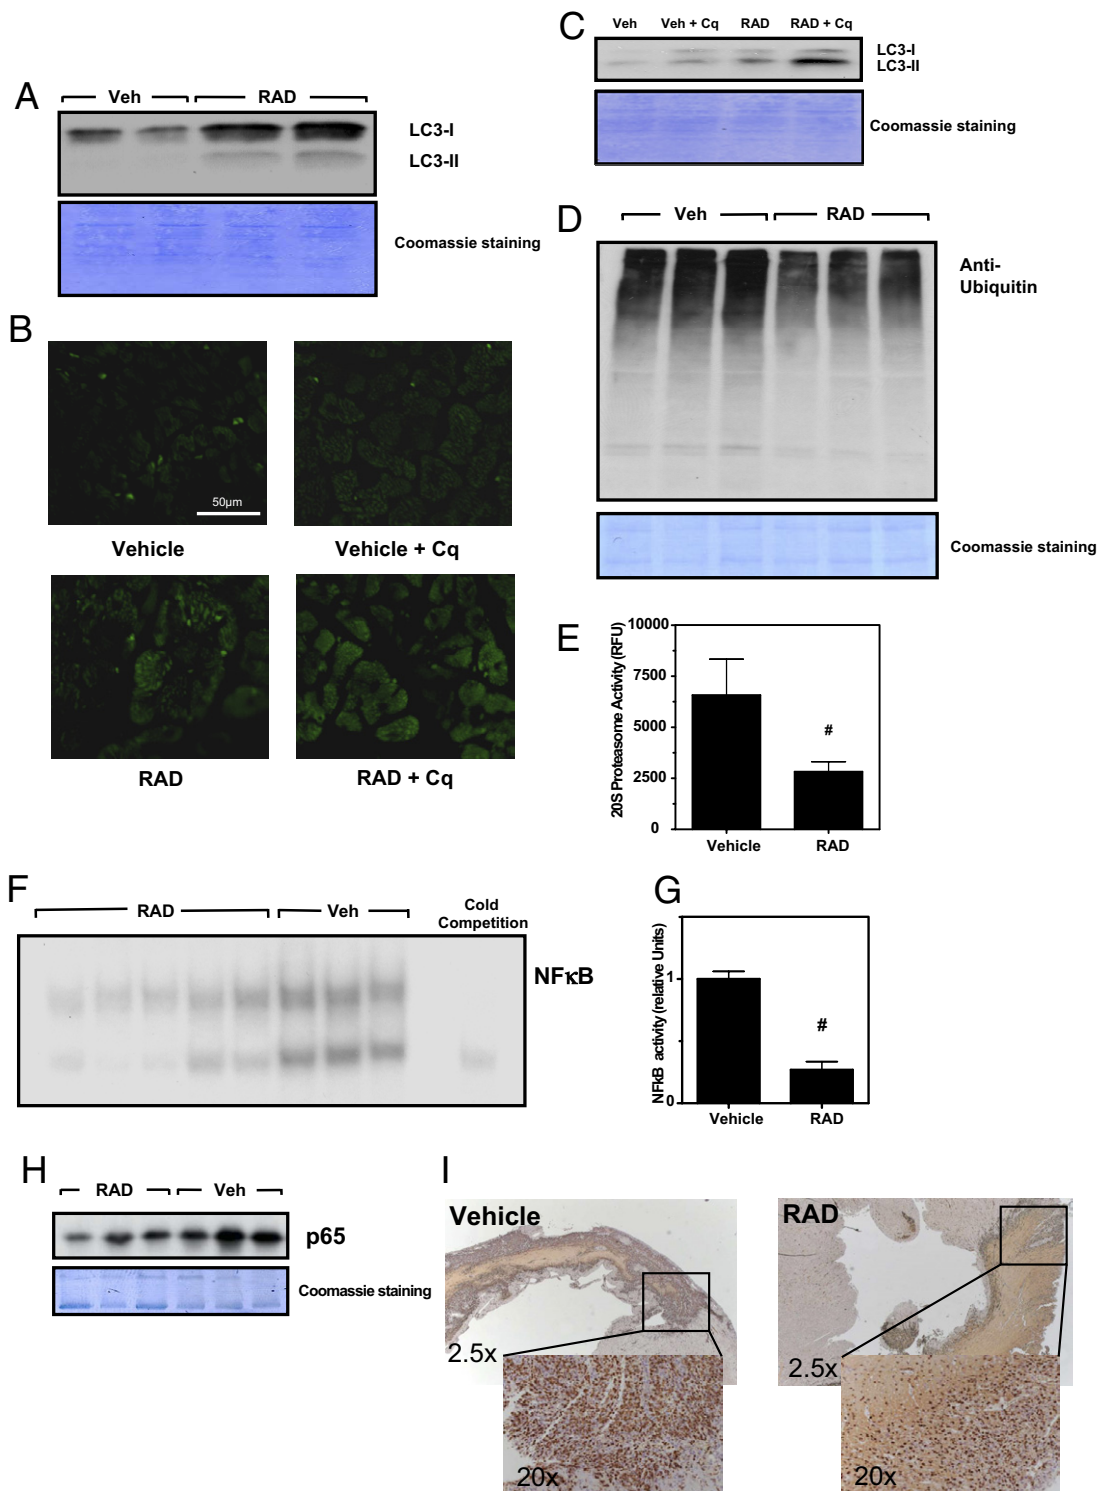 A
Veh RAD
LC3-I
LC3-II
Coomassie staining
B
50µm
Vehicle
Vehicle + Cq
RAD
RAD + Cq
C
Veh Veh + Cq RAD RAD + Cq
LC3-I
LC3-II
Coomassie staining
D
Veh RAD
Anti-
Ubiquitin
Coomassie staining
E
20S Proteasome Activity (RFU)
10000
7500
5000
2500
0
#
Vehicle RAD
F
RAD Veh Cold
Competition
NFκB
G
NFkB activity (relative Units)
1
0
#
Vehicle RAD
H
RAD Veh
p65
Coomassie staining
I
Vehicle
2.5x
20x
RAD
2.5x
20x